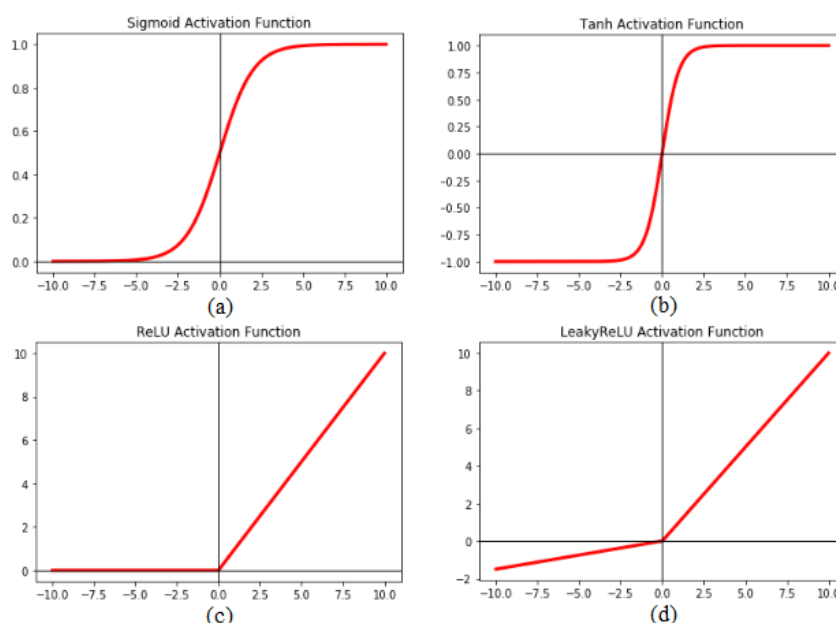 Sigmoid Activation Function
1.0
0.8
0.6
0.4
0.2
0.0
−10.0 −7.5 −5.0 −2.5 0.0 2.5 5.0 7.5 10.0
(a)
Tanh Activation Function
1.00
0.75
0.50
0.25
0.00
−0.25
−0.50
−0.75
−1.00
−10.0 −7.5 −5.0 −2.5 0.0 2.5 5.0 7.5 10.0
(b)
ReLU Activation Function
10
8
6
4
2
0
−10.0 −7.5 −5.0 −2.5 0.0 2.5 5.0 7.5 10.0
(c)
LeakyReLU Activation Function
10
8
6
4
2
0
−2
−10.0 −7.5 −5.0 −2.5 0.0 2.5 5.0 7.5 10.0
(d)